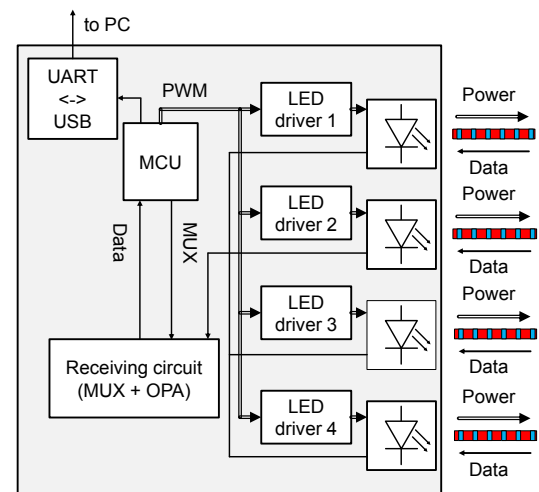 to PC
UART
<->
USB
PWM
MCU
Data
MUX
Receiving circuit
(MUX + OPA)
LED
driver 1
Power
Data
LED
driver 2
Power
Data
LED
driver 3
Power
Data
LED
driver 4
Power
Data